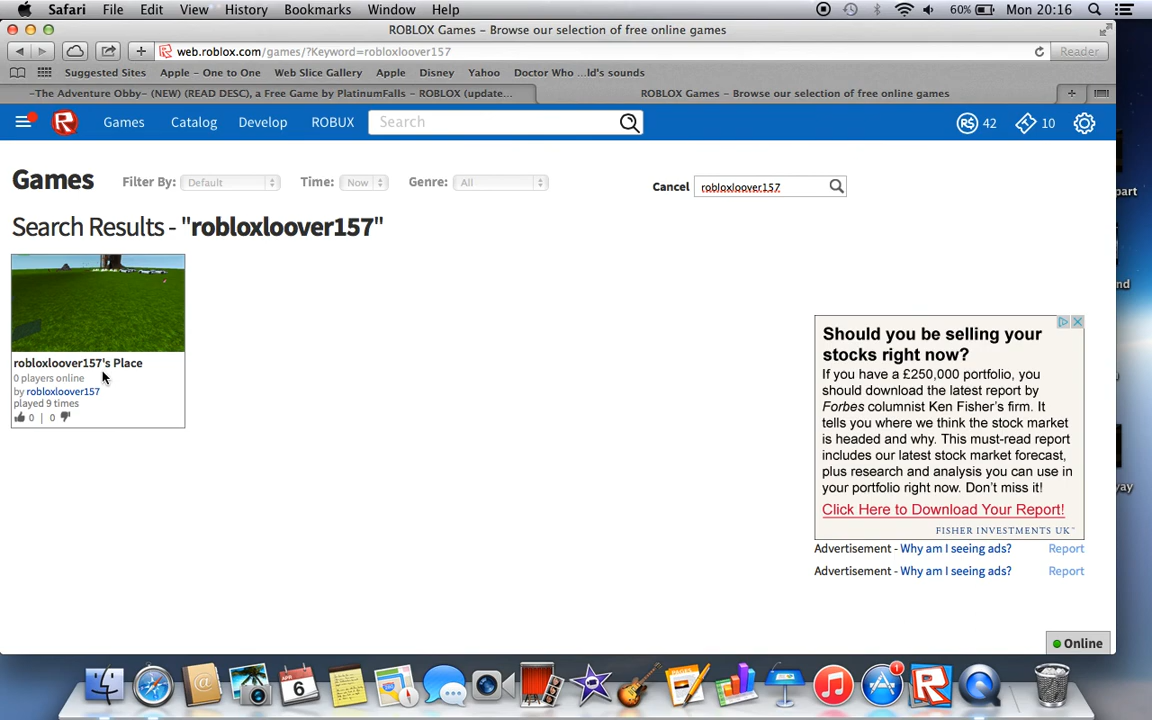 Safari File Edit View History Bookmarks Window Help 60% Mon 20:16
ROBLOX Games – Browse our selection of free online games
web.roblox.com/games/?Keyword=robloxloover157 Reader
Suggested Sites Apple – One to One Web Slice Gallery Apple Disney Yahoo Doctor Who ...ld's sounds
–The Adventure Obby– (NEW) (READ DESC), a Free Game by PlatinumFalls – ROBLOX (update... ROBLOX Games – Browse our selection of free online games
Games Catalog Develop ROBUX Search R$ 42 10
Games Filter By: Default Time: Now Genre: All Cancel robloxloover157
Search Results - "robloxloover157"
robloxloover157's Place
0 players online
by robloxloover157
played 9 times
0 | 0
Should you be selling your
stocks right now?
If you have a £250,000 portfolio, you
should download the latest report by
Forbes columnist Ken Fisher's firm. It
tells you where we think the stock market
is headed and why. This must-read report
includes our latest stock market forecast,
plus research and analysis you can use in
your portfolio right now. Don't miss it!
Click Here to Download Your Report!
FISHER INVESTMENTS UK™
Advertisement - Why am I seeing ads? Report
Advertisement - Why am I seeing ads? Report
Online
part
nd
way
APR
6
PAGES
1